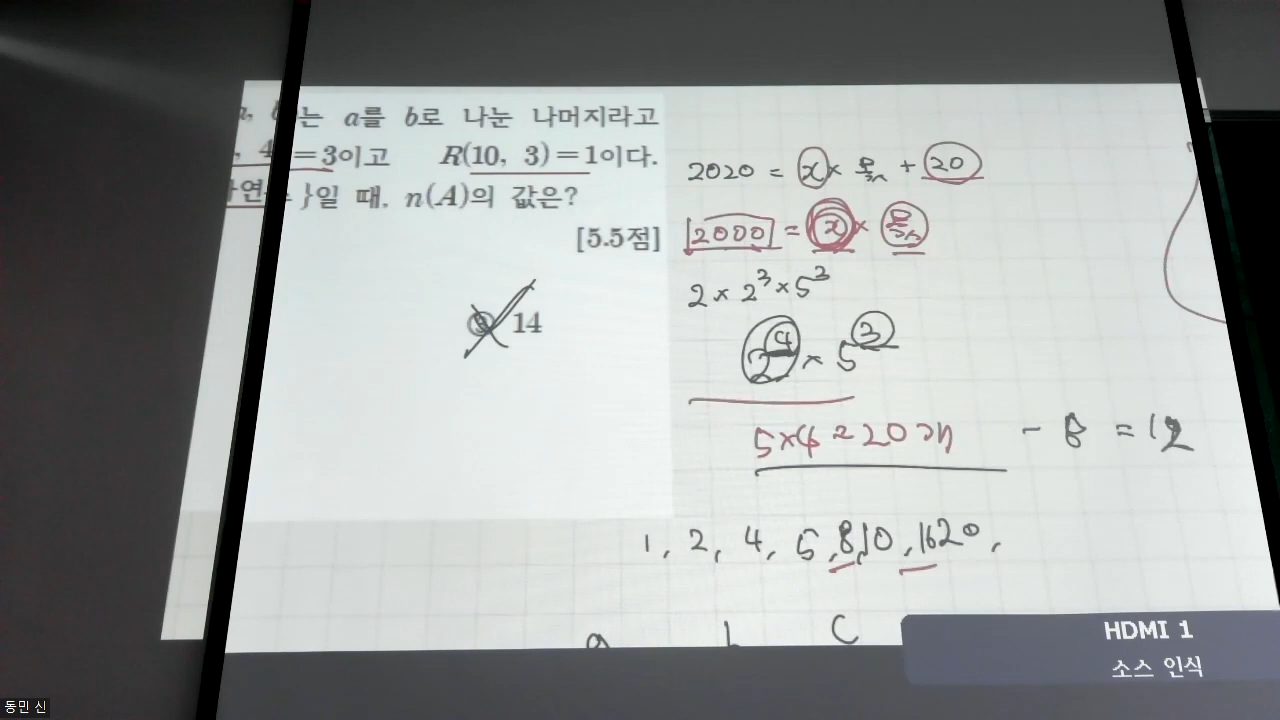 는 a를 b로 나눈 나머지라고
, 4 =3이고 R(10, 3)=1이다.
연 }일 때, n(A)의 값은?
[5.5점]
14
2020 = x × 몫 + 20
2000 = x × 몫
2 × 2³ × 5³
2⁴ × 5³
5×4=20개 - 8 = 12
1, 2, 4, 5, 8, 10, 16 20,
C
HDMI 1
소스 인식
동민 신